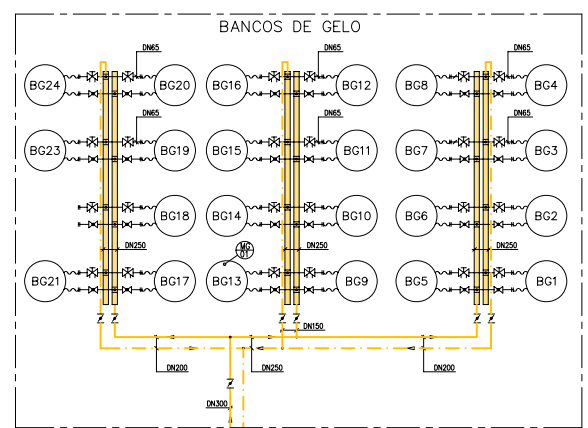 BANCOS DE GELO
DN65 DN65 DN65
BG24 BG20 BG16 BG12 BG8 BG4
DN65 DN65 DN65
BG23 BG19 BG15 BG11 BG7 BG3
BG18 BG14 BG10 BG6 BG2
DN250 MG 01 DN250 DN250
BG21 BG17 BG13 BG9 BG5 BG1
DN150
DN200 DN250 DN200
DN300